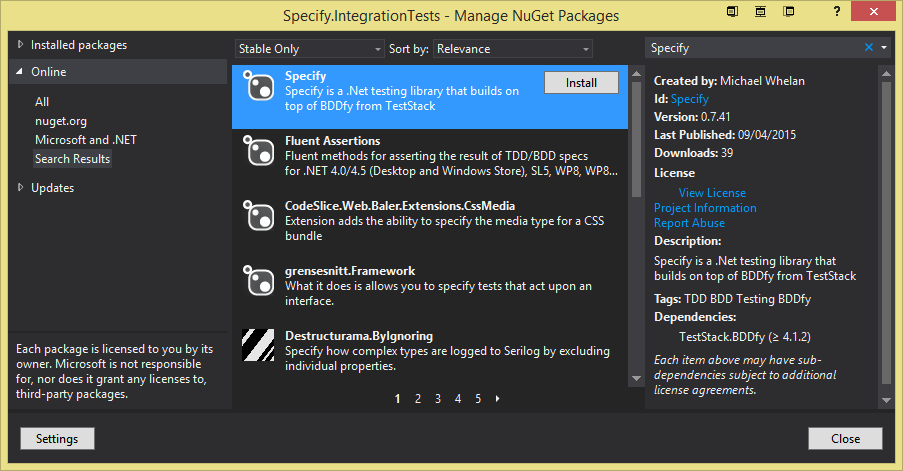 Specify.IntegrationTests - Manage NuGet Packages
?
Installed packages
Online
All
nuget.org
Microsoft and .NET
Search Results
Updates
Each package is licensed to you by its
owner. Microsoft is not responsible
for, nor does it grant any licenses to,
third-party packages.
Stable Only
Sort by:
Relevance
Specify
Specify is a .Net testing library that builds on
top of BDDfy from TestStack
Install
Fluent Assertions
Fluent methods for asserting the result of TDD/BDD specs
for .NET 4.0/4.5 (Desktop and Windows Store), SL5, WP8, WP8...
CodeSlice.Web.Baler.Extensions.CssMedia
Extension adds the ability to specify the media type for a CSS
bundle
grensesnitt.Framework
What it does is allows you to specify tests that act upon an
interface.
Destructurama.ByIgnoring
Specify how complex types are logged to Serilog by excluding
individual properties.
1 2 3 4 5
Specify
Created by: Michael Whelan
Id: Specify
Version: 0.7.41
Last Published: 09/04/2015
Downloads: 39
License
View License
Project Information
Report Abuse
Description:
Specify is a .Net testing library that
builds on top of BDDfy from TestStack
Tags: TDD BDD Testing BDDfy
Dependencies:
TestStack.BDDfy (≥ 4.1.2)
Each item above may have sub-
dependencies subject to additional
license agreements.
Settings
Close